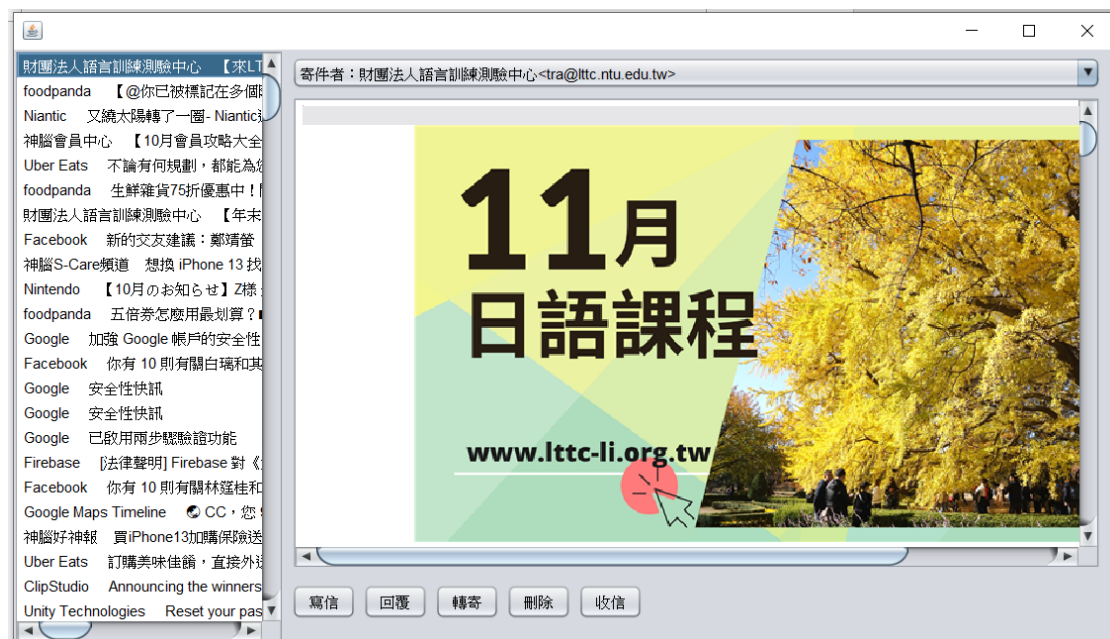 財團法人語言訓練測驗中心 【來LT
foodpanda 【@你已被標記在多個
Niantic 又繞太陽轉了一圈- Niantic
神腦會員中心 【10月會員攻略大全
Uber Eats 不論有何規劃，都能為您
foodpanda 生鮮雜貨75折優惠中！
財團法人語言訓練測驗中心 【年末
Facebook 新的交友建議：鄭靖螢
神腦S-Care頻道 想換 iPhone 13 找
Nintendo 【10月のお知らせ】Z様
foodpanda 五倍券怎麼用最划算？
Google 加強 Google 帳戶的安全性
Facebook 你有 10 則有關白璃和其
Google 安全性快訊
Google 安全性快訊
Google 已啟用兩步驟驗證功能
Firebase [法律聲明] Firebase 對《
Facebook 你有 10 則有關林筳桂和
Google Maps Timeline 🌏 CC，您
神腦好神報 買iPhone13加購保險送
Uber Eats 訂購美味佳餚，直接外
ClipStudio Announcing the winners
Unity Technologies Reset your pas
寄件者：財團法人語言訓練測驗中心<tra@lttc.ntu.edu.tw>
11月
日語課程
www.lttc-li.org.tw
寫信 回覆 轉寄 刪除 收信